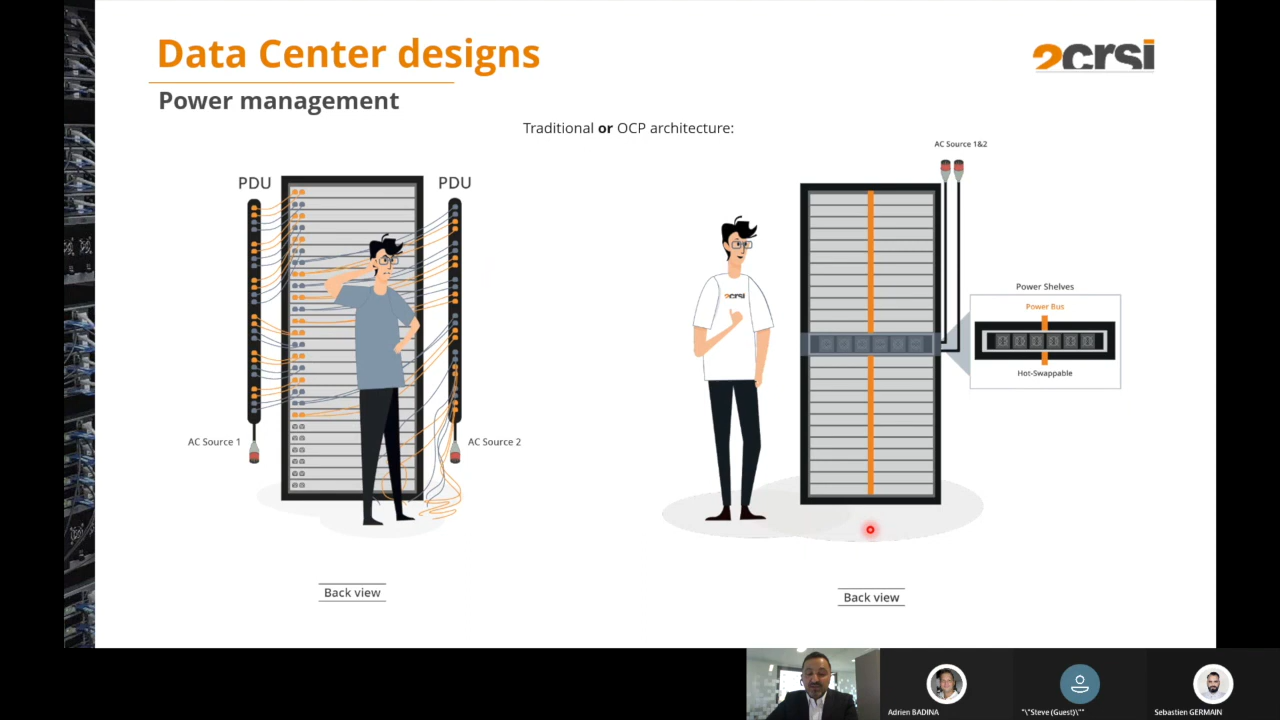 Data Center designs
2crsi
Power management
Traditional or OCP architecture:
AC Source 1&2
PDU
PDU
2crsi
Power Shelves
Power Bus
Hot-Swappable
AC Source 1
AC Source 2
Back view
Back view
Adrien BADINA
"\"Steve (Guest)\""
Sebastien GERMAIN